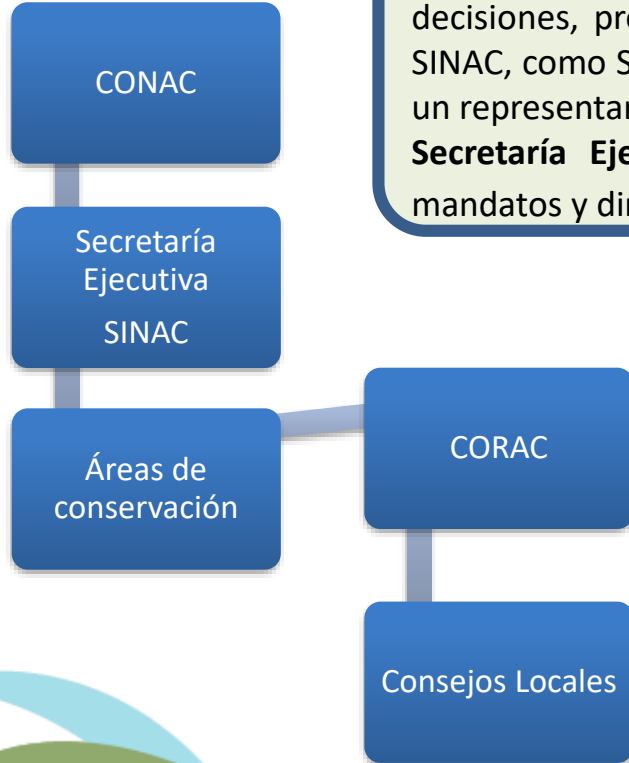 decisiones,
SINAC, como
un
Secretaría
mandatos y
CONAC
Secretaría
Ejecutiva
SINAC
Áreas de
conservación
CORAC
Consejos Locales